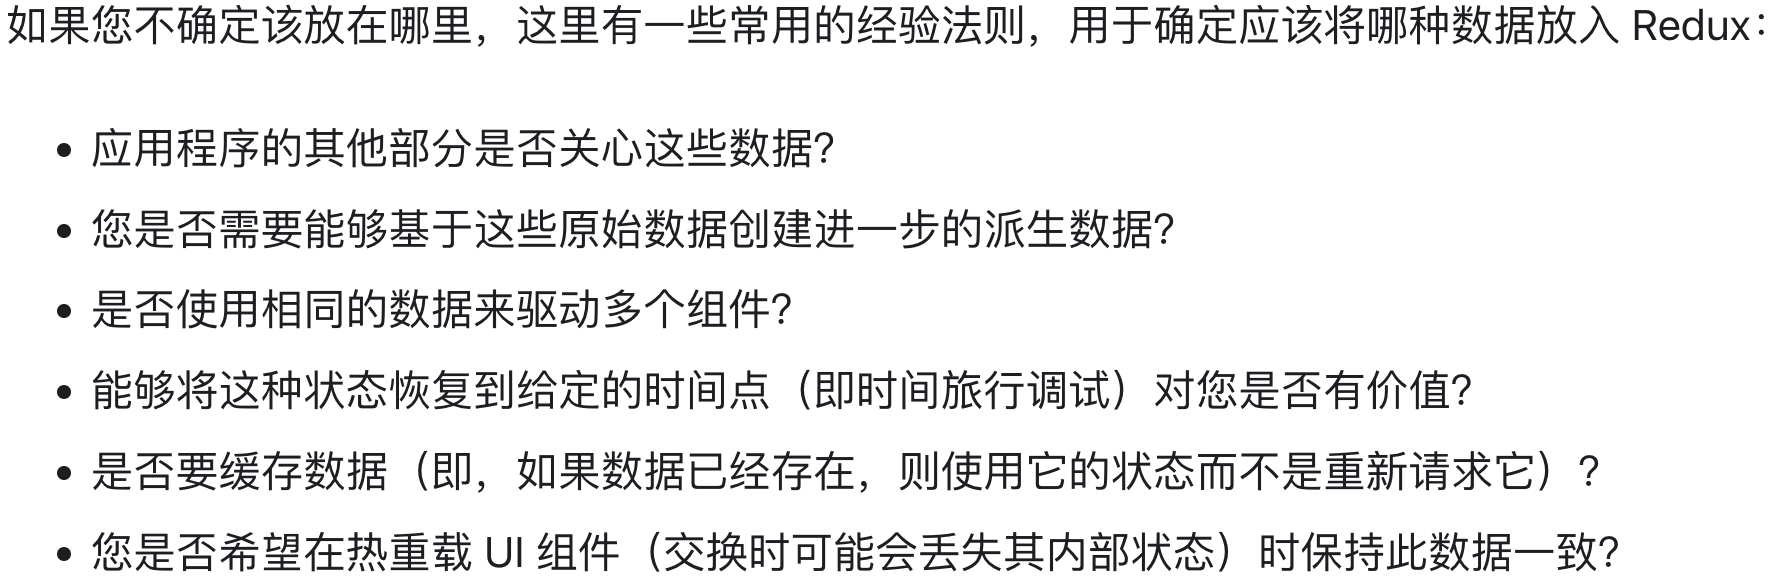 如果您不确定该放在哪里，这里有一些常用的经验法则，用于确定应该将哪种数据放入 Redux：
• 应用程序的其他部分是否关心这些数据?
• 您是否需要能够基于这些原始数据创建进一步的派生数据?
• 是否使用相同的数据来驱动多个组件?
• 能够将这种状态恢复到给定的时间点（即时间旅行调试）对您是否有价值?
• 是否要缓存数据（即，如果数据已经存在，则使用它的状态而不是重新请求它）?
• 您是否希望在热重载 UI 组件（交换时可能会丢失其内部状态）时保持此数据一致?